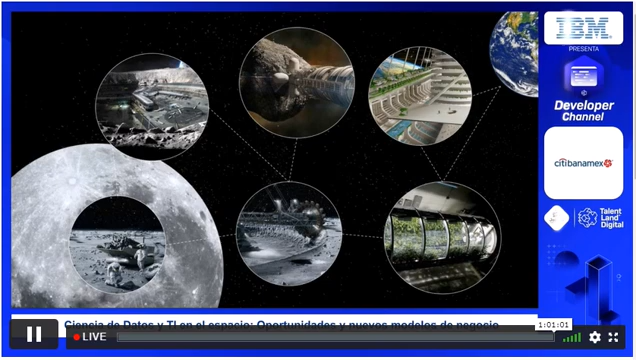 IBM
PRESENTA
Developer
Channel
citibanamex
Talent
Land
Digital
Ciencia de Datos y TI en el espacio: Oportunidades y nuevos modelos de negocio
1:01:01
LIVE